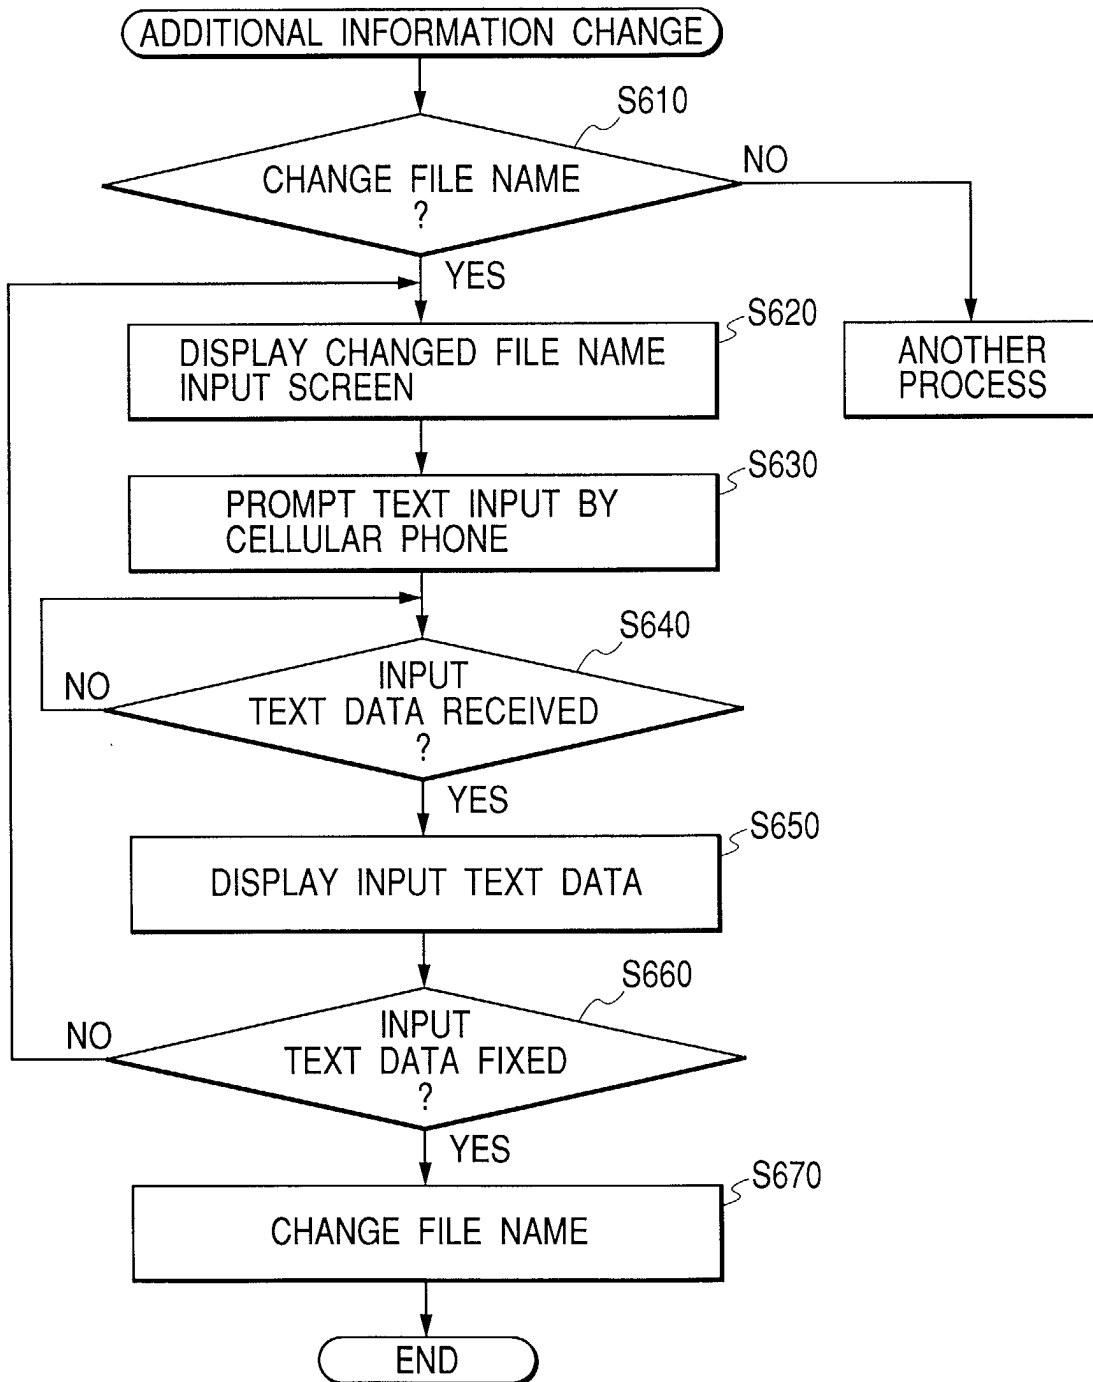 ADDITIONAL INFORMATION CHANGE
S610
CHANGE FILE NAME
?
NO
YES
S620
DISPLAY CHANGED FILE NAME
INPUT SCREEN
ANOTHER
PROCESS
S630
PROMPT TEXT INPUT BY
CELLULAR PHONE
S640
INPUT
TEXT DATA RECEIVED
?
NO
YES
S650
DISPLAY INPUT TEXT DATA
S660
INPUT
TEXT DATA FIXED
?
NO
YES
S670
CHANGE FILE NAME
END